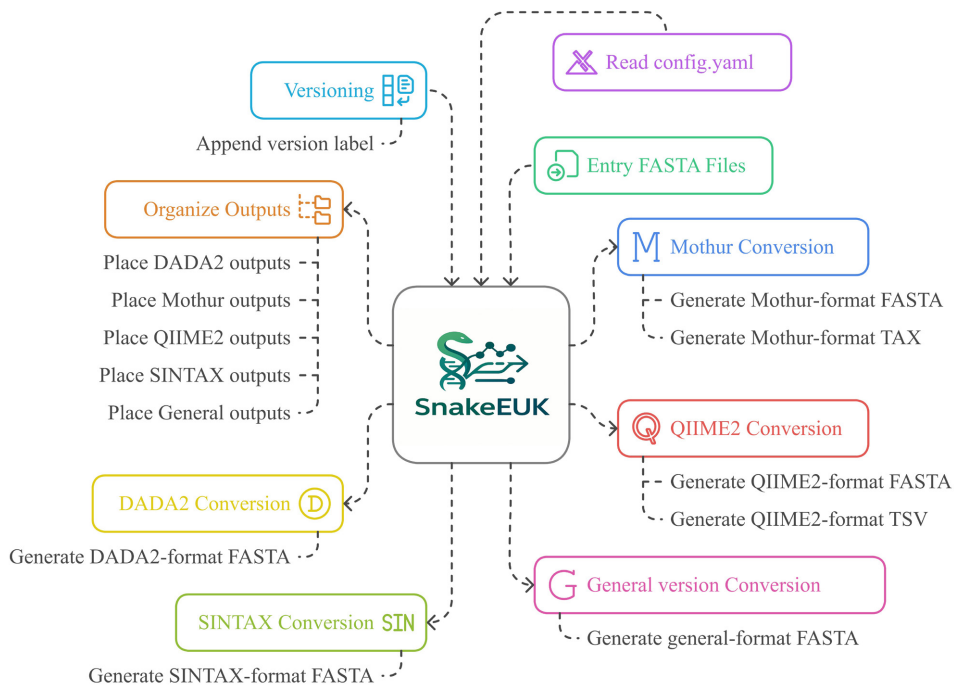 Read config.yaml
Versioning
Append version label
Entry FASTA Files
Organize Outputs
Place DADA2 outputs
Place Mothur outputs
Place QIIME2 outputs
Place SINTAX outputs
Place General outputs
M Mothur Conversion
Generate Mothur-format FASTA
Generate Mothur-format TAX
SnakeEUK
Q QIIME2 Conversion
Generate QIIME2-format FASTA
Generate QIIME2-format TSV
DADA2 Conversion D
Generate DADA2-format FASTA
G General version Conversion
Generate general-format FASTA
SINTAX Conversion SIN
Generate SINTAX-format FASTA